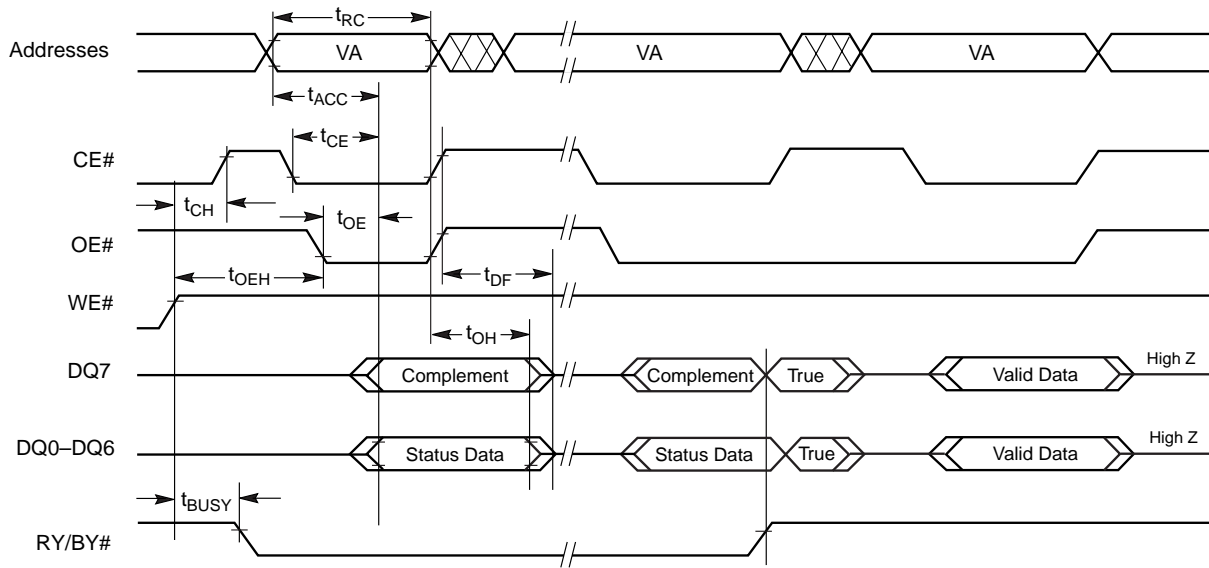 tRC
Addresses VA VA VA
tACC
tCE
CE#
tCH
tOE
OE#
tOEH tDF
WE#
tOH
DQ7 Complement Complement True Valid Data High Z
DQ0–DQ6 Status Data Status Data True Valid Data High Z
tBUSY
RY/BY#